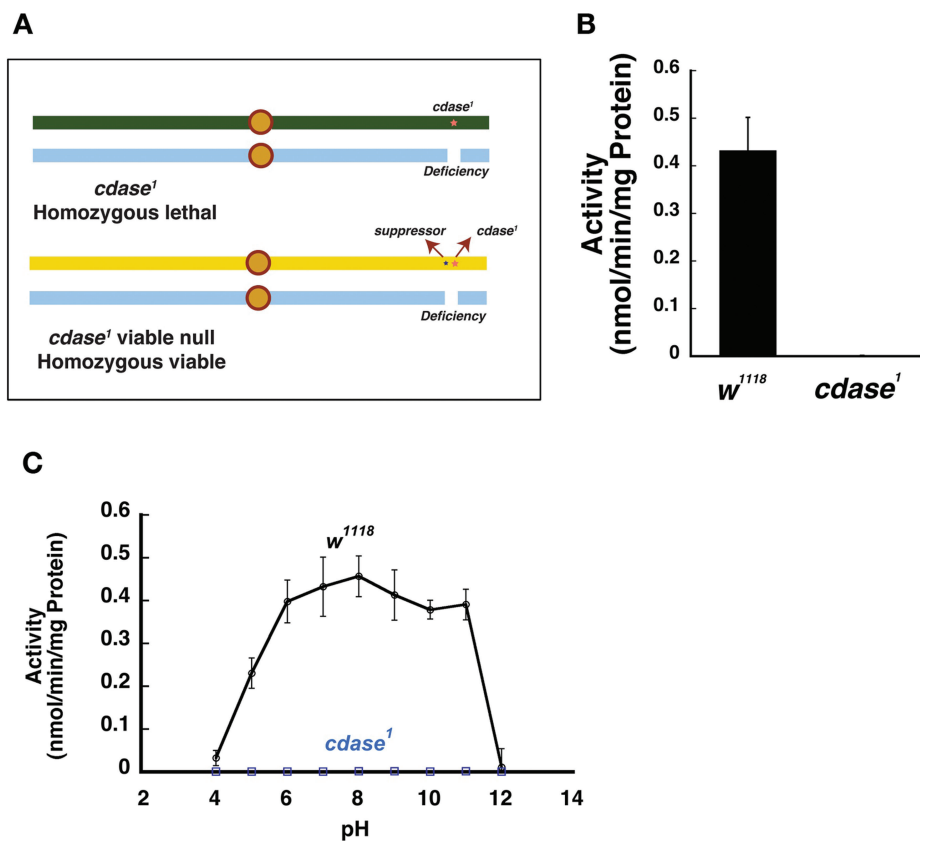 A
cdase¹
Deficiency
cdase¹
Homozygous lethal
suppressor cdase¹
Deficiency
cdase¹ viable null
Homozygous viable
B
Activity
(nmol/min/mg Protein)
0.6
0.5
0.4
0.3
0.2
0.1
0
w¹¹¹⁸ cdase¹
C
Activity
(nmol/min/mg Protein)
0.6
0.5
0.4
0.3
0.2
0.1
0
w¹¹¹⁸
cdase¹
2 4 6 8 10 12 14
pH